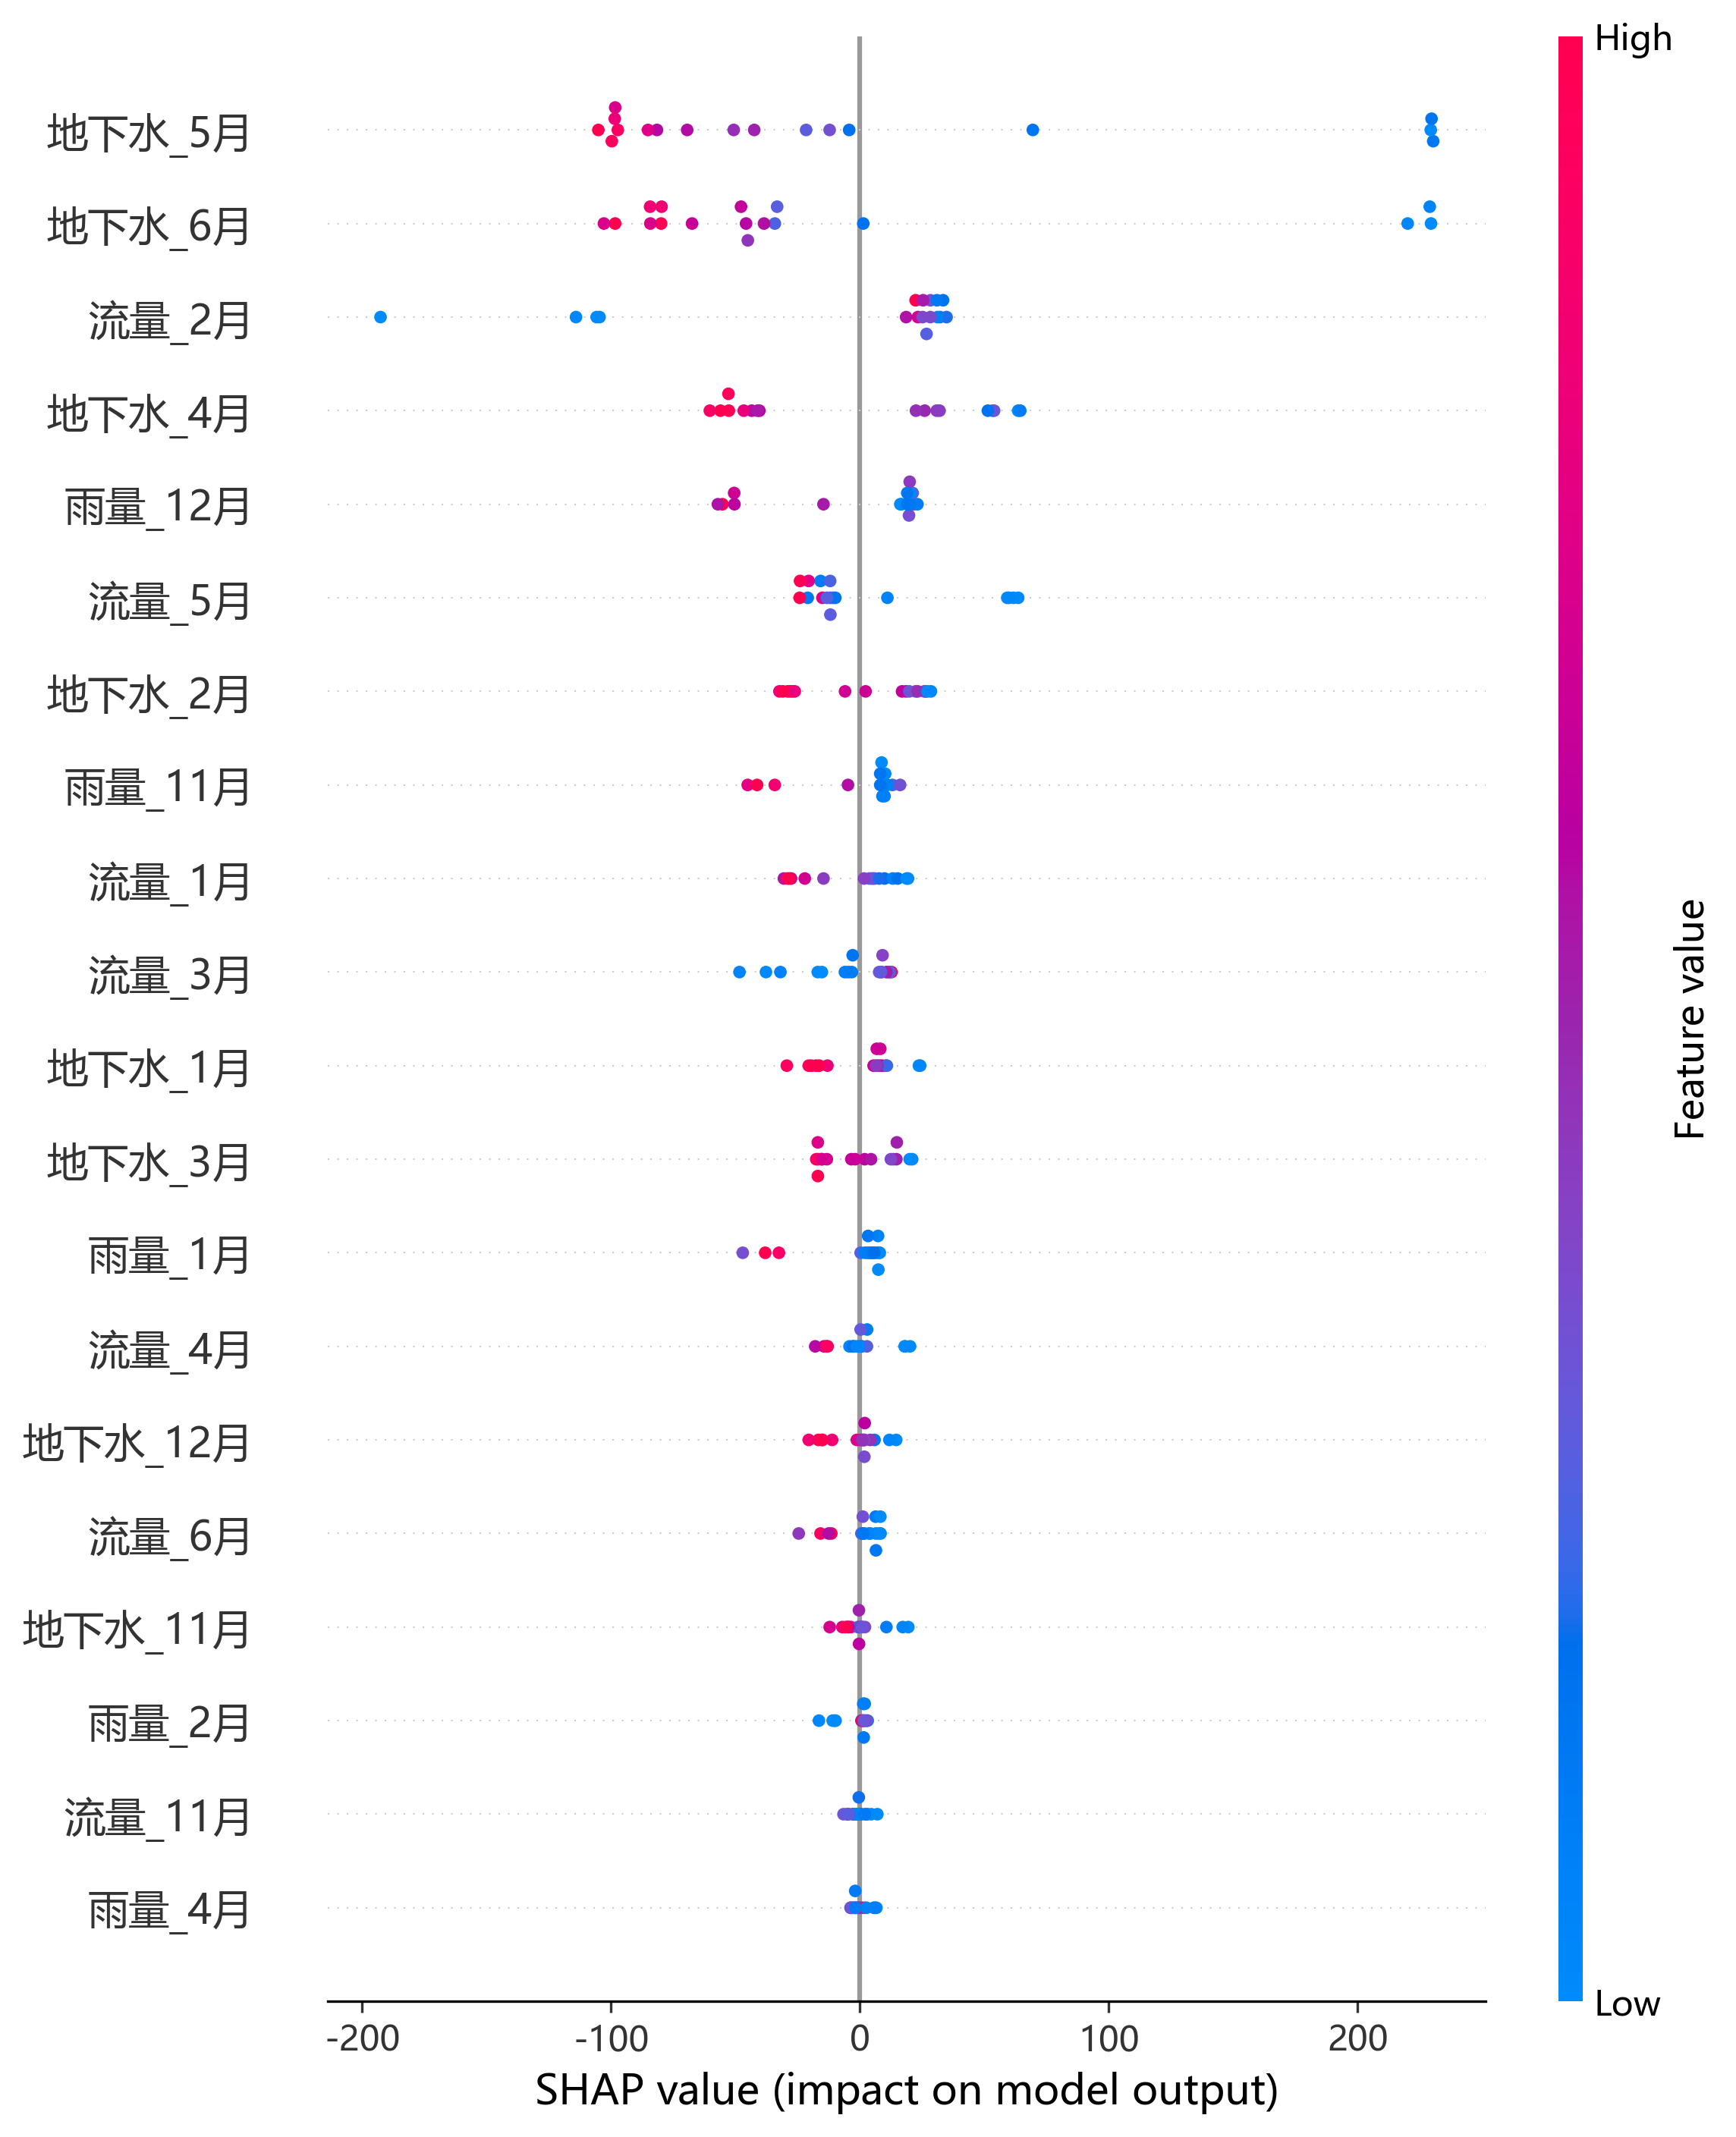 High
地下水_5月
地下水_6月
流量_2月
地下水_4月
雨量_12月
流量_5月
地下水_2月
雨量_11月
流量_1月
流量_3月
地下水_1月
地下水_3月
雨量_1月
流量_4月
地下水_12月
流量_6月
地下水_11月
雨量_2月
流量_11月
雨量_4月
Feature value
Low
-200 -100 0 100 200
SHAP value (impact on model output)